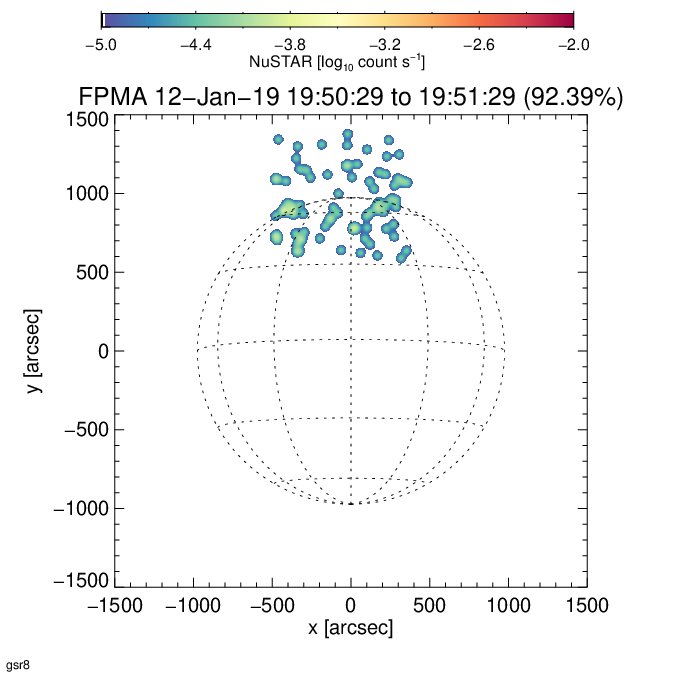 −5.0 −4.4 −3.8 −3.2 −2.6 −2.0
NuSTAR [log₁₀ count s⁻¹]
FPMA 12−Jan−19 19:50:29 to 19:51:29 (92.39%)
1500
1000
500
0
−500
−1000
−1500
y [arcsec]
−1500 −1000 −500 0 500 1000 1500
x [arcsec]
gsr8